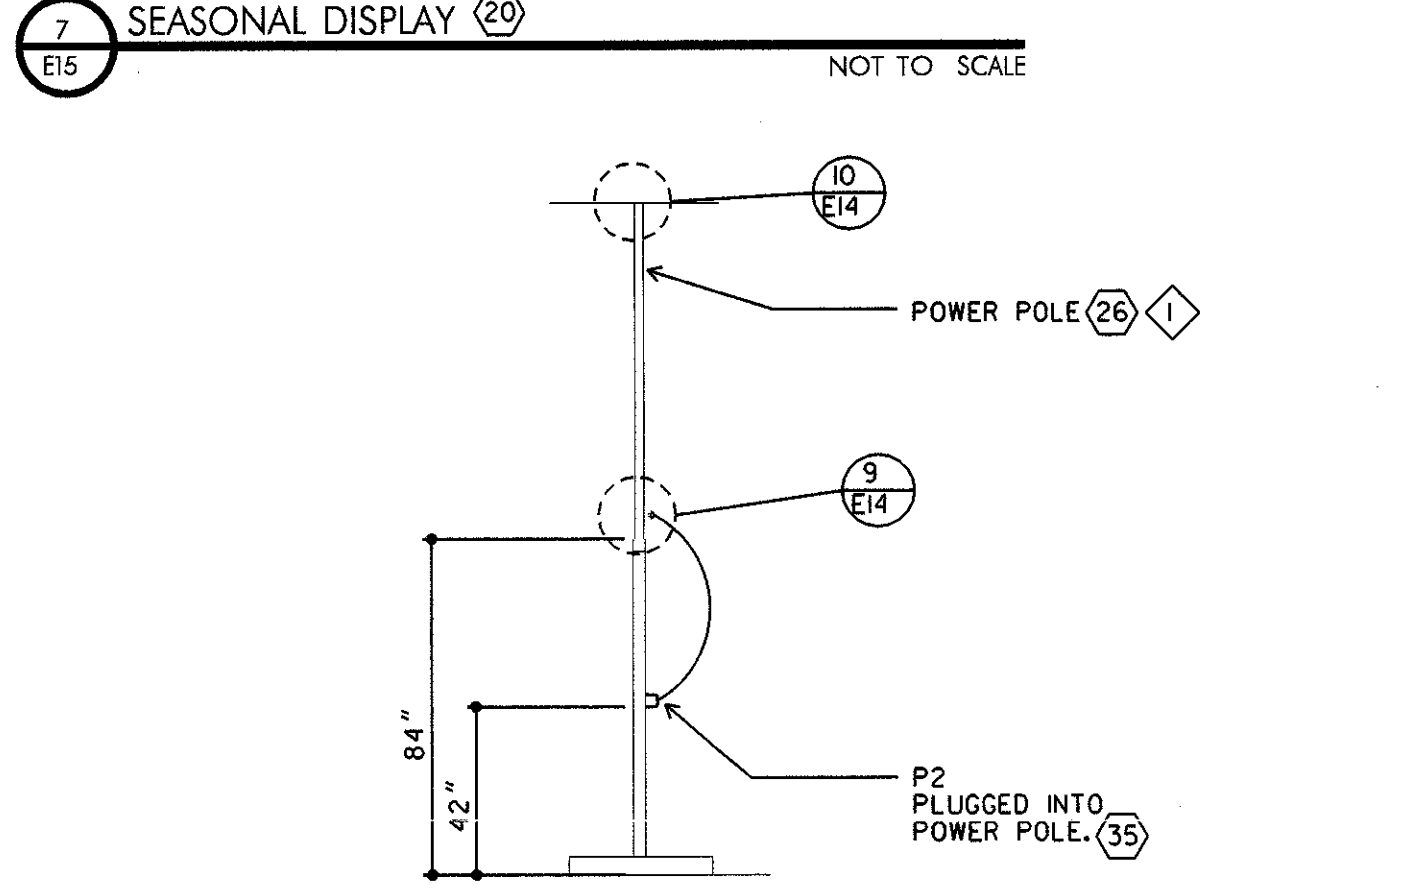 7
E15
SEASONAL DISPLAY 20
NOT TO SCALE
10
E14
POWER POLE 26 1
9
E14
84"
42"
P2
PLUGGED INTO
POWER POLE. 35